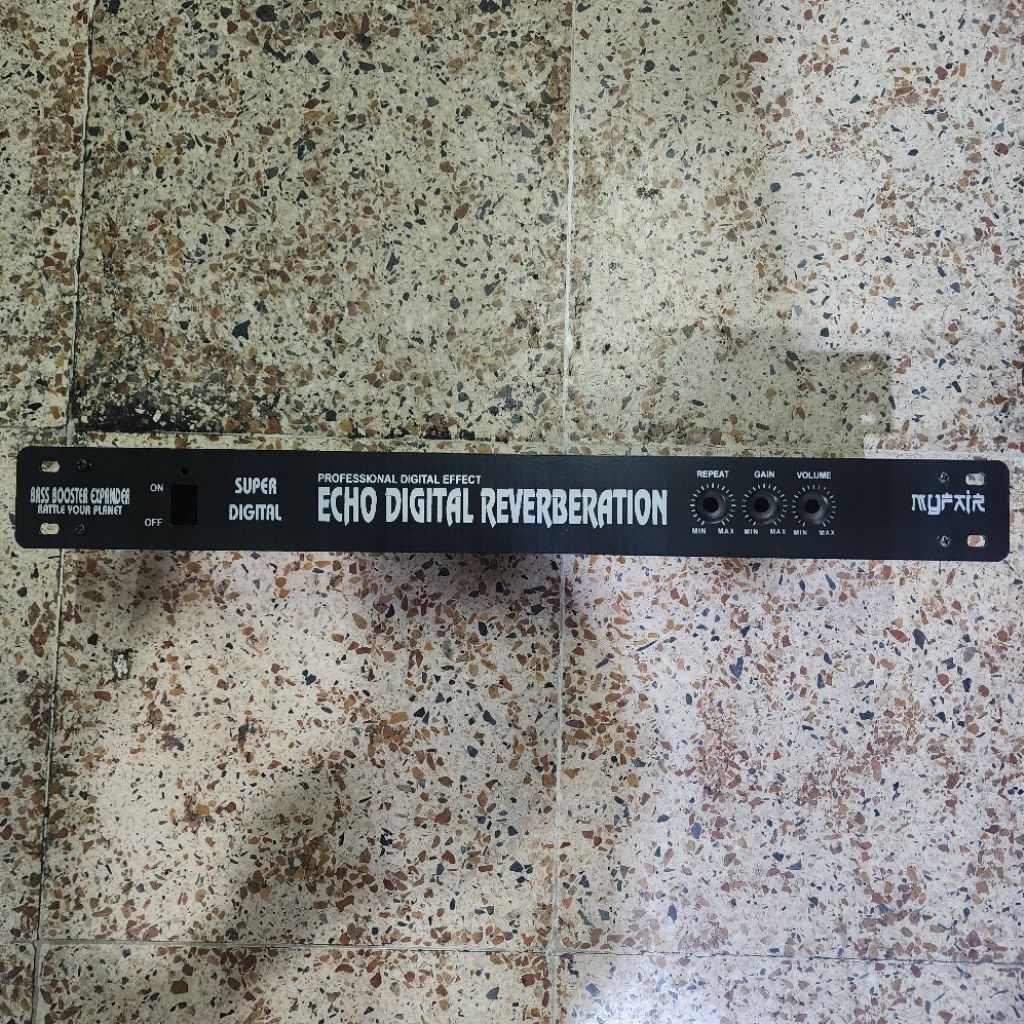 BASS BOOSTER EXPANDER
RATTLE YOUR PLANET
ON
OFF
SUPER
DIGITAL
PROFESSIONAL DIGITAL EFFECT
ECHO DIGITAL REVERBERATION
REPEAT GAIN VOLUME
MIN MAX MIN MAX MIN MAX
MYFAIR